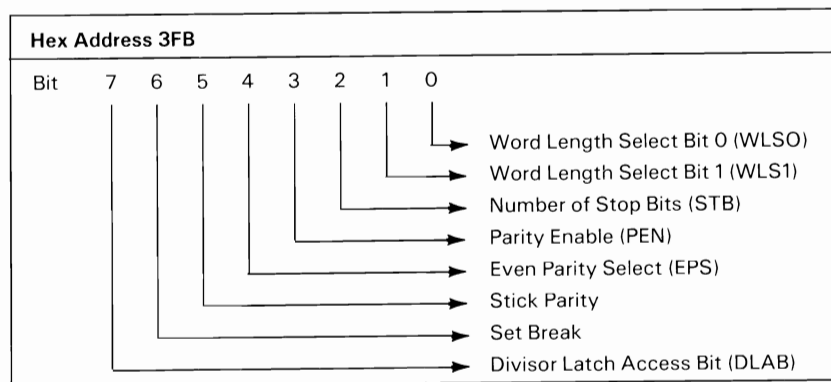 Hex Address 3FB
Bit 7 6 5 4 3 2 1 0
Word Length Select Bit 0 (WLS0)
Word Length Select Bit 1 (WLS1)
Number of Stop Bits (STB)
Parity Enable (PEN)
Even Parity Select (EPS)
Stick Parity
Set Break
Divisor Latch Access Bit (DLAB)